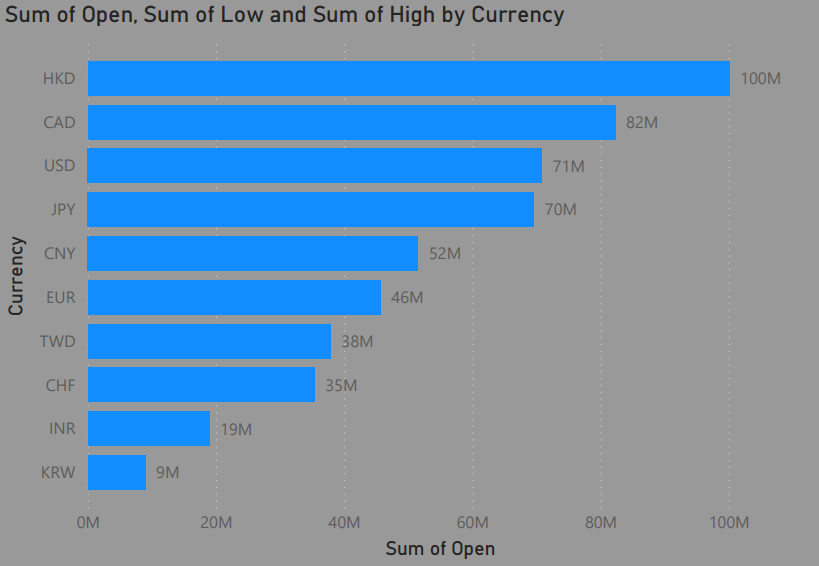 Sum of Open, Sum of Low and Sum of High by Currency
HKD 100M
CAD 82M
USD 71M
JPY 70M
CNY 52M
EUR 46M
TWD 38M
CHF 35M
INR 19M
KRW 9M
Currency
0M 20M 40M 60M 80M 100M
Sum of Open